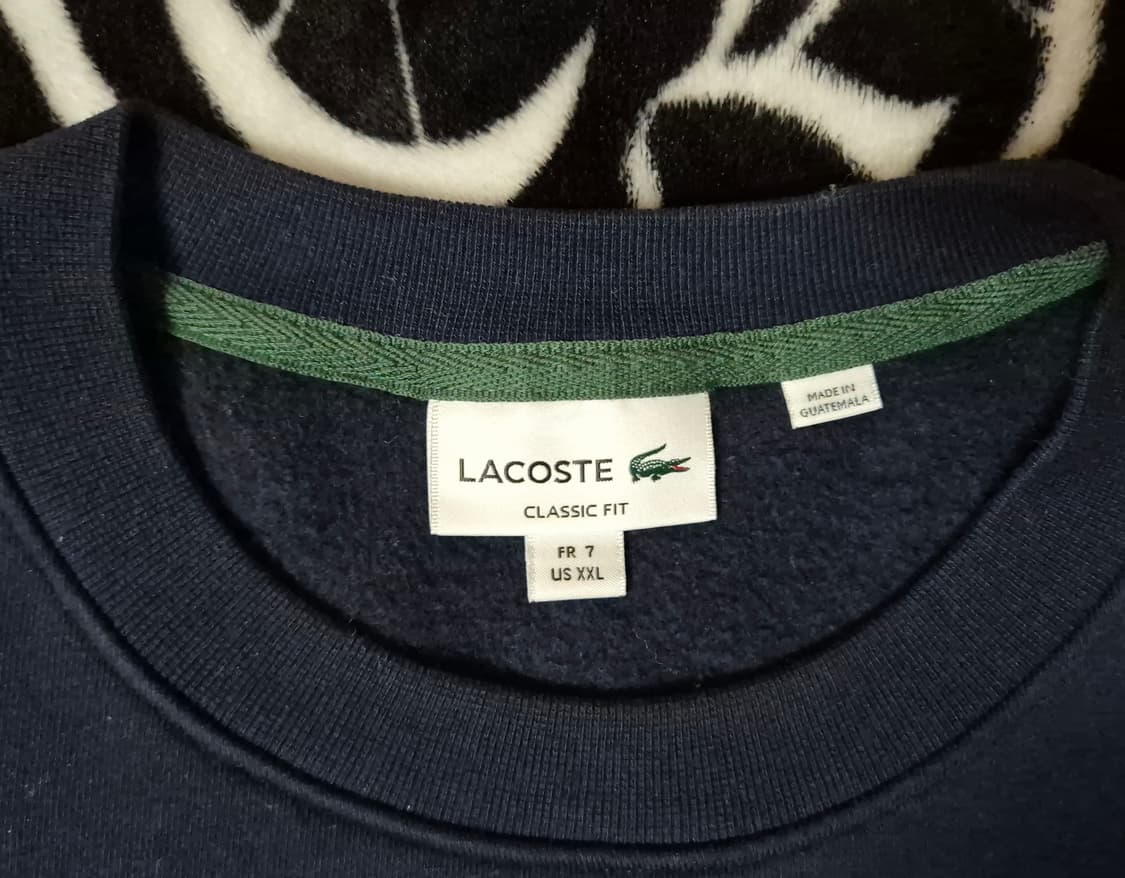 MADE IN
GUATEMALA
LACOSTE
CLASSIC FIT
FR 7
US XXL